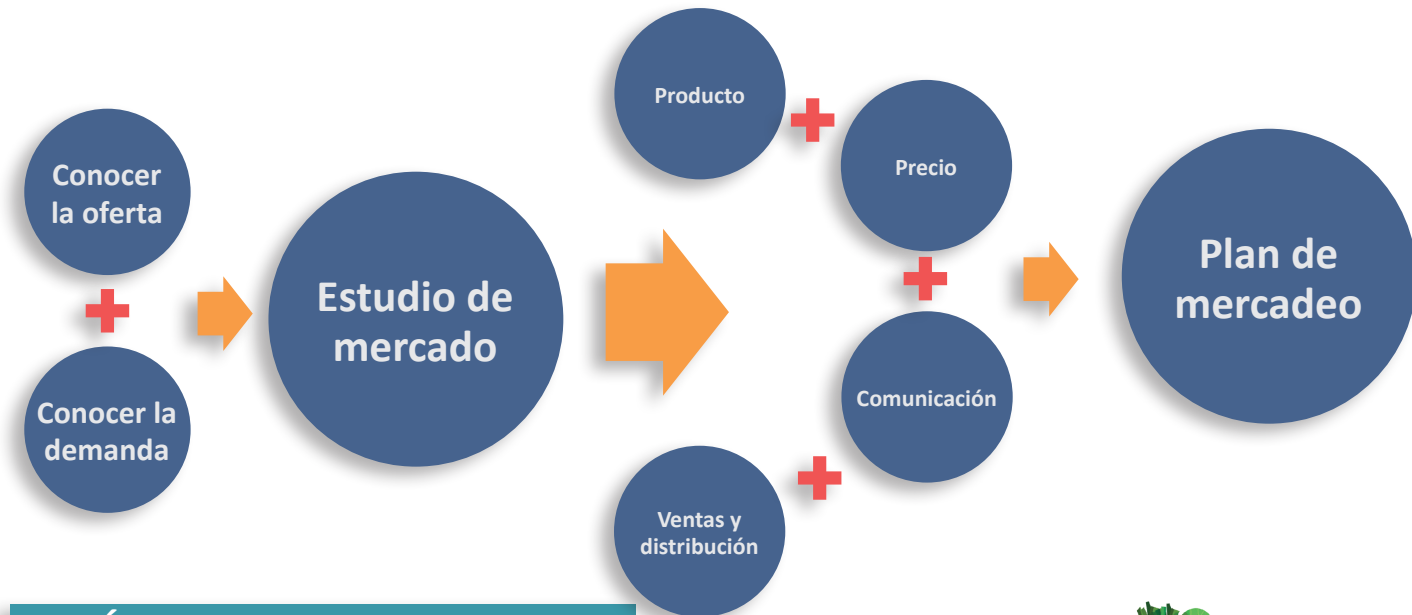 Conocer
la oferta
Conocer la
demanda
Estudio de
mercado
Producto
Precio
Comunicación
Ventas y
distribución
Plan de
mercadeo